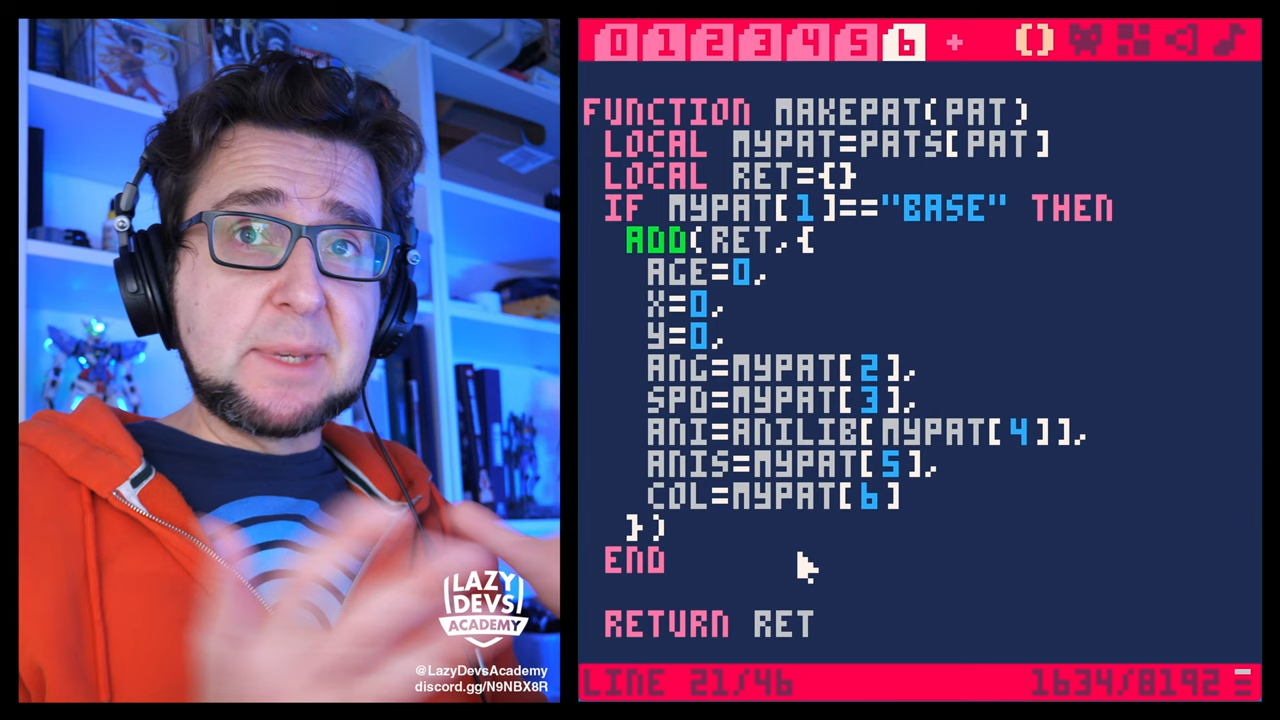 LAZY
DEVS
ACADEMY
@LazyDevsAcademy
discord.gg/N9NBX8R
0 1 2 3 4 5 6 +
FUNCTION MAKEPAT(PAT)
LOCAL MYPAT=PATS[PAT]
LOCAL RET={}
IF MYPAT[1]=="BASE" THEN
ADD(RET,{
AGE=0,
X=0,
Y=0,
ANG=MYPAT[2],
SPD=MYPAT[3],
ANI=ANILIB[MYPAT[4]],
ANIS=MYPAT[5],
COL=MYPAT[6]
})
END
RETURN RET
LINE 21/46
1634/8192